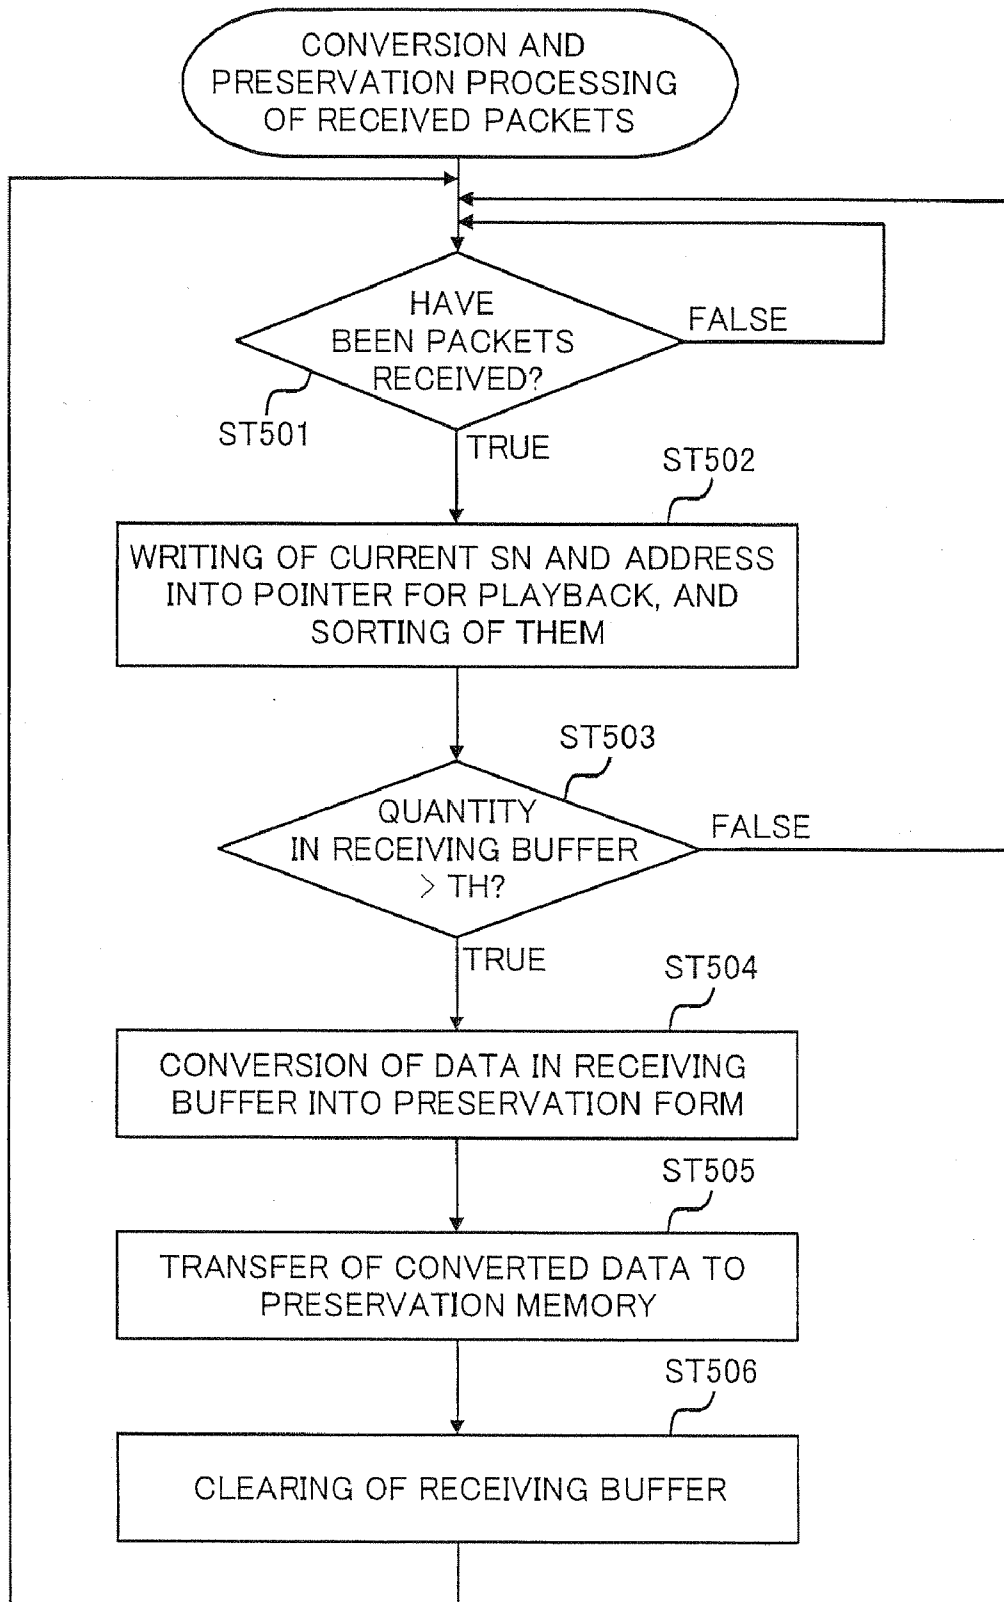 CONVERSION AND
PRESERVATION PROCESSING
OF RECEIVED PACKETS
HAVE
BEEN PACKETS
RECEIVED?
FALSE
ST501
TRUE
ST502
WRITING OF CURRENT SN AND ADDRESS
INTO POINTER FOR PLAYBACK, AND
SORTING OF THEM
ST503
QUANTITY
IN RECEIVING BUFFER
> TH?
FALSE
TRUE
ST504
CONVERSION OF DATA IN RECEIVING
BUFFER INTO PRESERVATION FORM
ST505
TRANSFER OF CONVERTED DATA TO
PRESERVATION MEMORY
ST506
CLEARING OF RECEIVING BUFFER